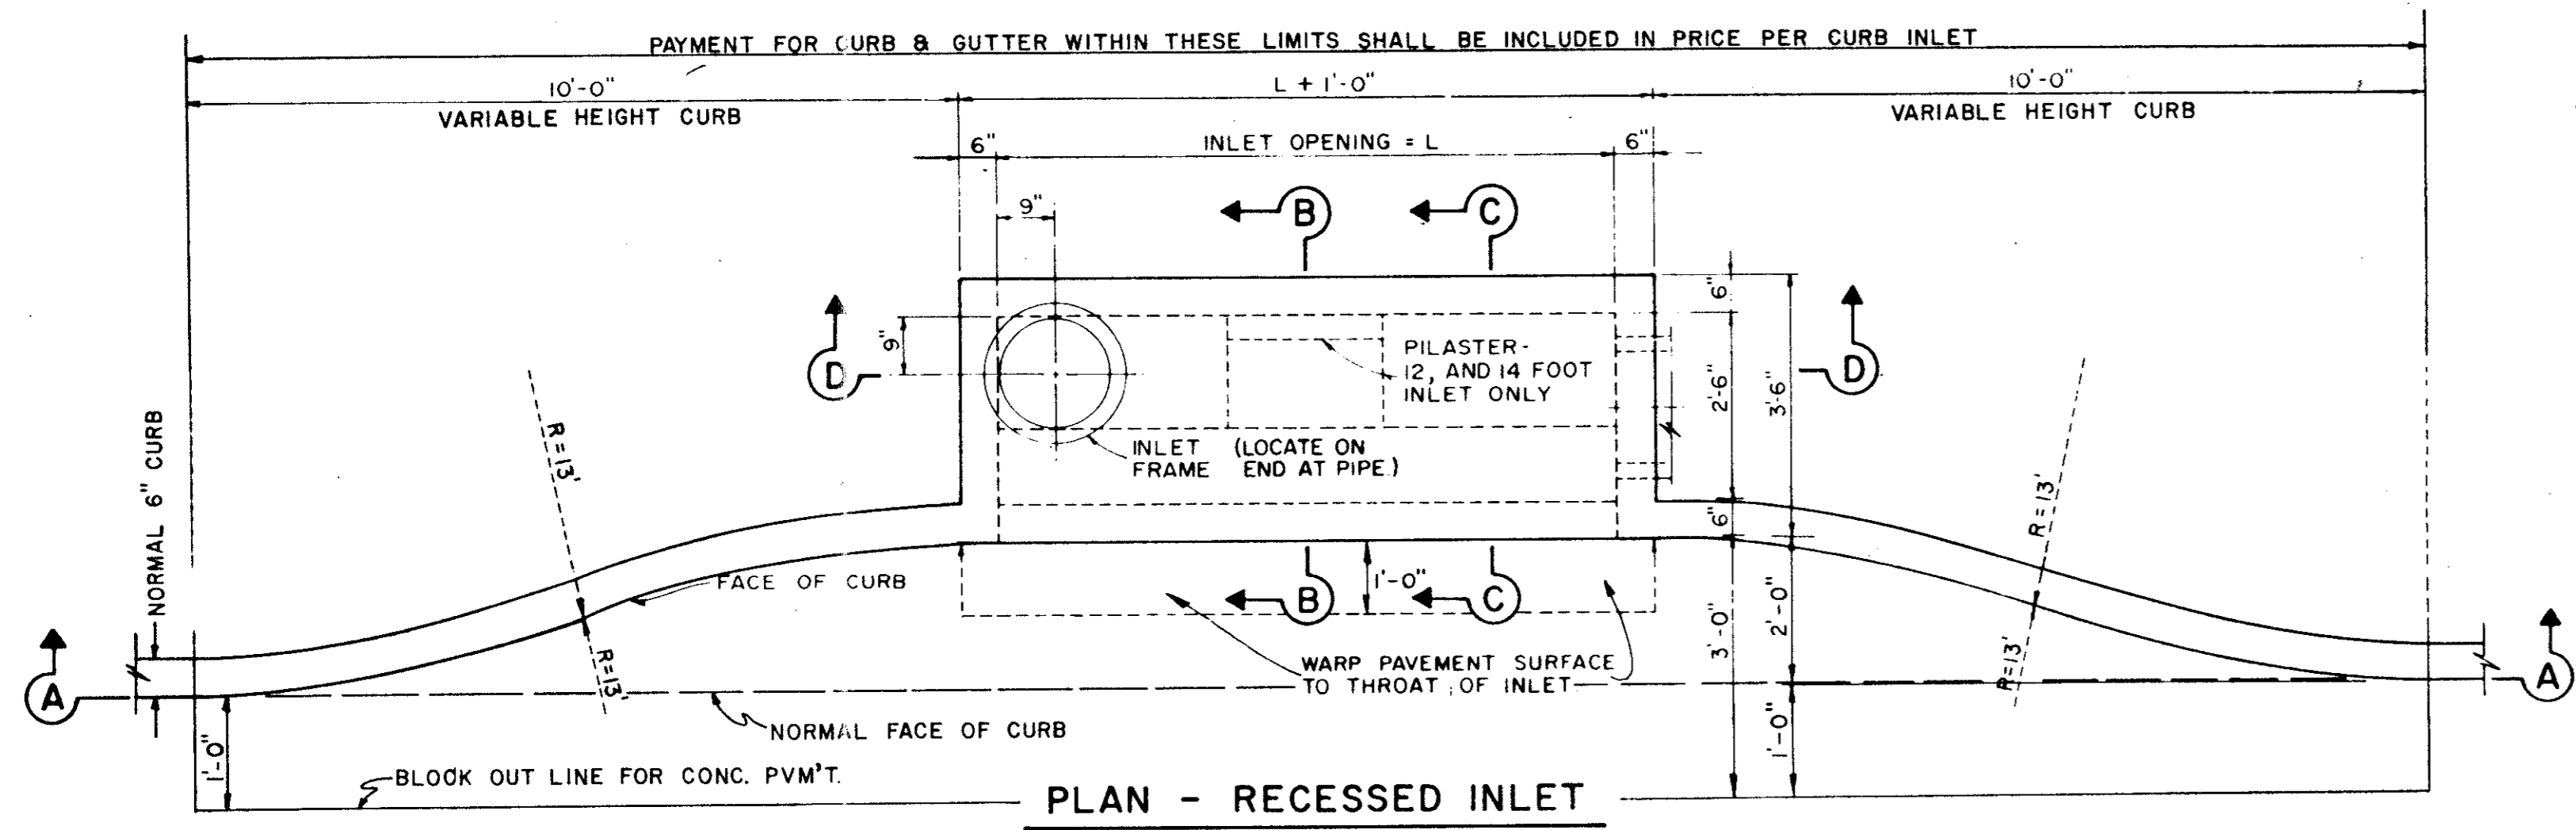 PAYMENT FOR CURB & GUTTER WITHIN THESE LIMITS SHALL BE INCLUDED IN PRICE PER CURB INLET
10'-0"
L + 1'-0"
10'-0"
VARIABLE HEIGHT CURB
VARIABLE HEIGHT CURB
6"
INLET OPENING = L
6"
9"
B
C
6"
9"
D
PILASTER-
12, AND 14 FOOT
INLET ONLY
2'-6"
3'-6"
D
NORMAL 6" CURB
R=13'
INLET (LOCATE ON
FRAME END AT PIPE.)
R=13'
6"
FACE OF CURB
1'-0"
B
C
3'-0"
2'-0"
R=13'
WARP PAVEMENT SURFACE
TO THROAT OF INLET
R=13'
A
A
NORMAL FACE OF CURB
1'-0"
1'-0"
BLOCK OUT LINE FOR CONC. PVM'T.
PLAN - RECESSED INLET